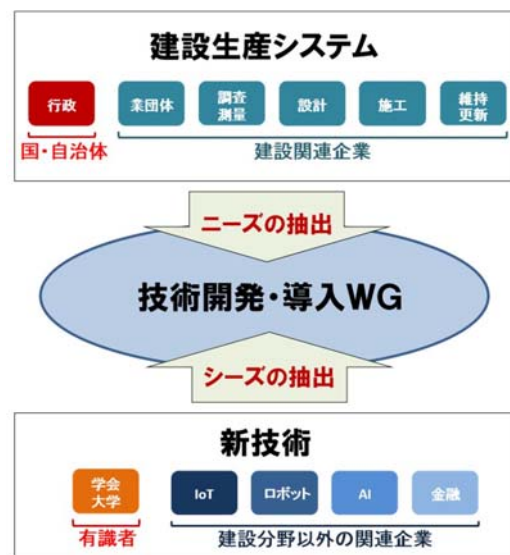 建設生産システム
行政
業団体
調査
測量
設計
施工
維持
更新
国・自治体
建設関連企業
ニーズの抽出
技術開発・導入WG
シーズの抽出
新技術
学会
大学
IoT
ロボット
AI
金融
有識者
建設分野以外の関連企業